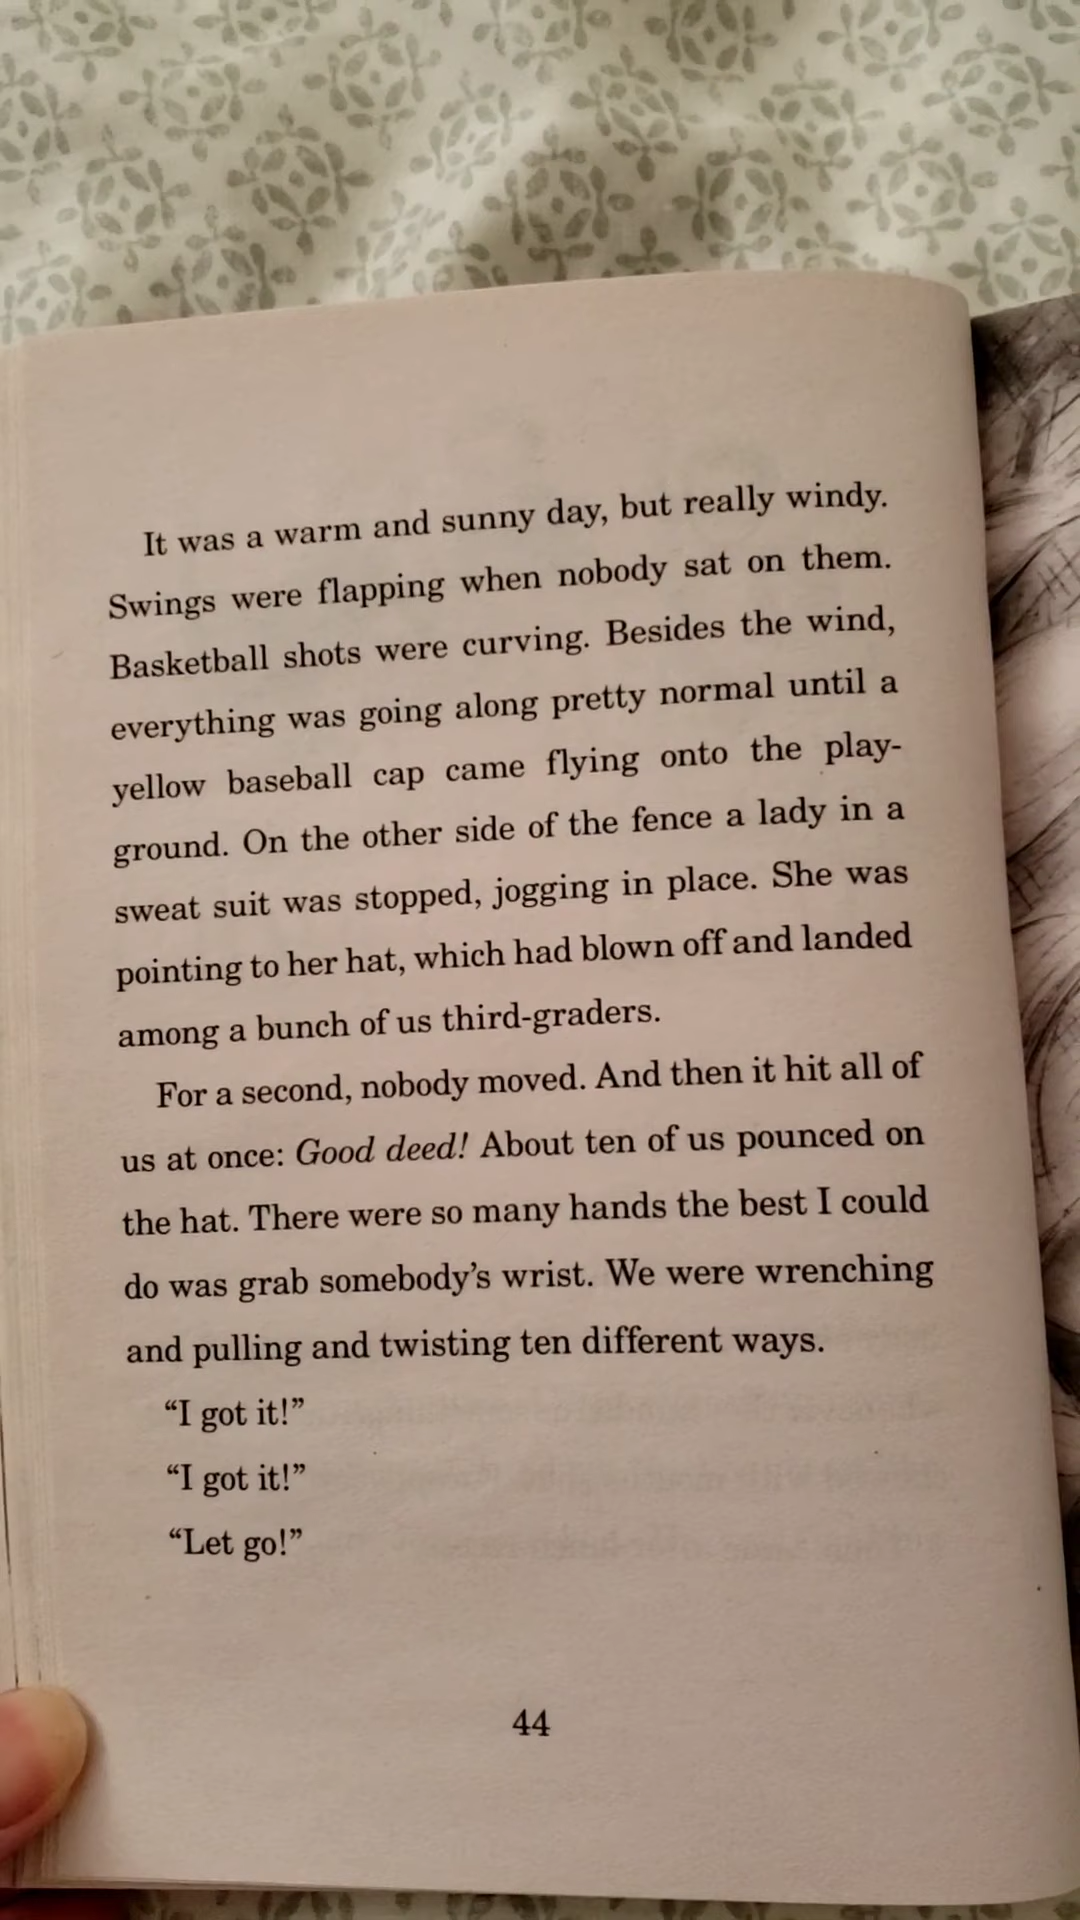 It was a warm and sunny day, but really windy.
Swings were flapping when nobody sat on them.
Basketball shots were curving. Besides the wind,
everything was going along pretty normal until a
yellow baseball cap came flying onto the play-
ground. On the other side of the fence a lady in a
sweat suit was stopped, jogging in place. She was
pointing to her hat, which had blown off and landed
among a bunch of us third-graders.
For a second, nobody moved. And then it hit all of
us at once: Good deed! About ten of us pounced on
the hat. There were so many hands the best I could
do was grab somebody’s wrist. We were wrenching
and pulling and twisting ten different ways.
“I got it!”
“I got it!”
“Let go!”
44